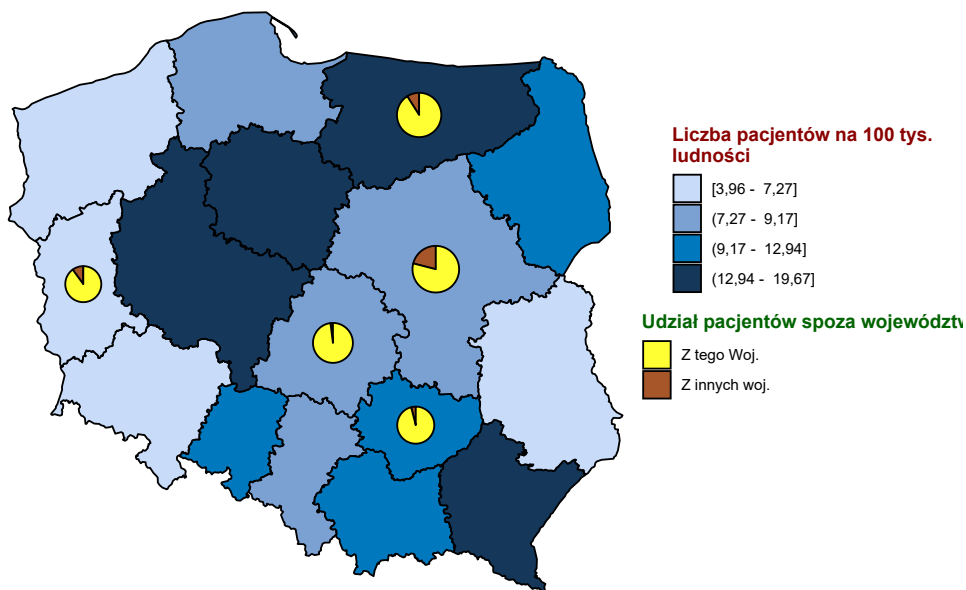 Liczba pacjentów na 100 tys.
ludności
[3,96 - 7,27]
(7,27 - 9,17]
(9,17 - 12,94]
(12,94 - 19,67]
Udział pacjentów spoza województw
Z tego Woj.
Z innych woj.